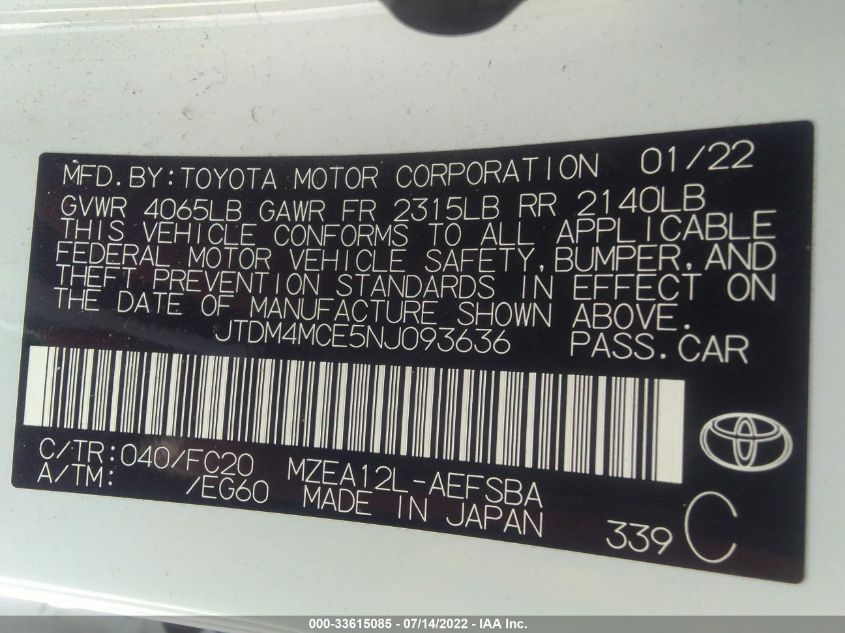 MFD.BY:TOYOTA MOTOR CORPORATION 01/22
GVWR 4065LB GAWR FR 2315LB RR 2140LB
THIS VEHICLE CONFORMS TO ALL APPLICABLE
FEDERAL MOTOR VEHICLE SAFETY,BUMPER,AND
THEFT PREVENTION STANDARDS IN EFFECT ON
THE DATE OF MANUFACTURE SHOWN ABOVE.
JTDM4MCE5NJ093636 PASS.CAR
C/TR:040/FC20 MZEA12L-AEFSBA
A/TM: /EG60 MADE IN JAPAN 339 C
000-33615085 - 07/14/2022 - IAA Inc.